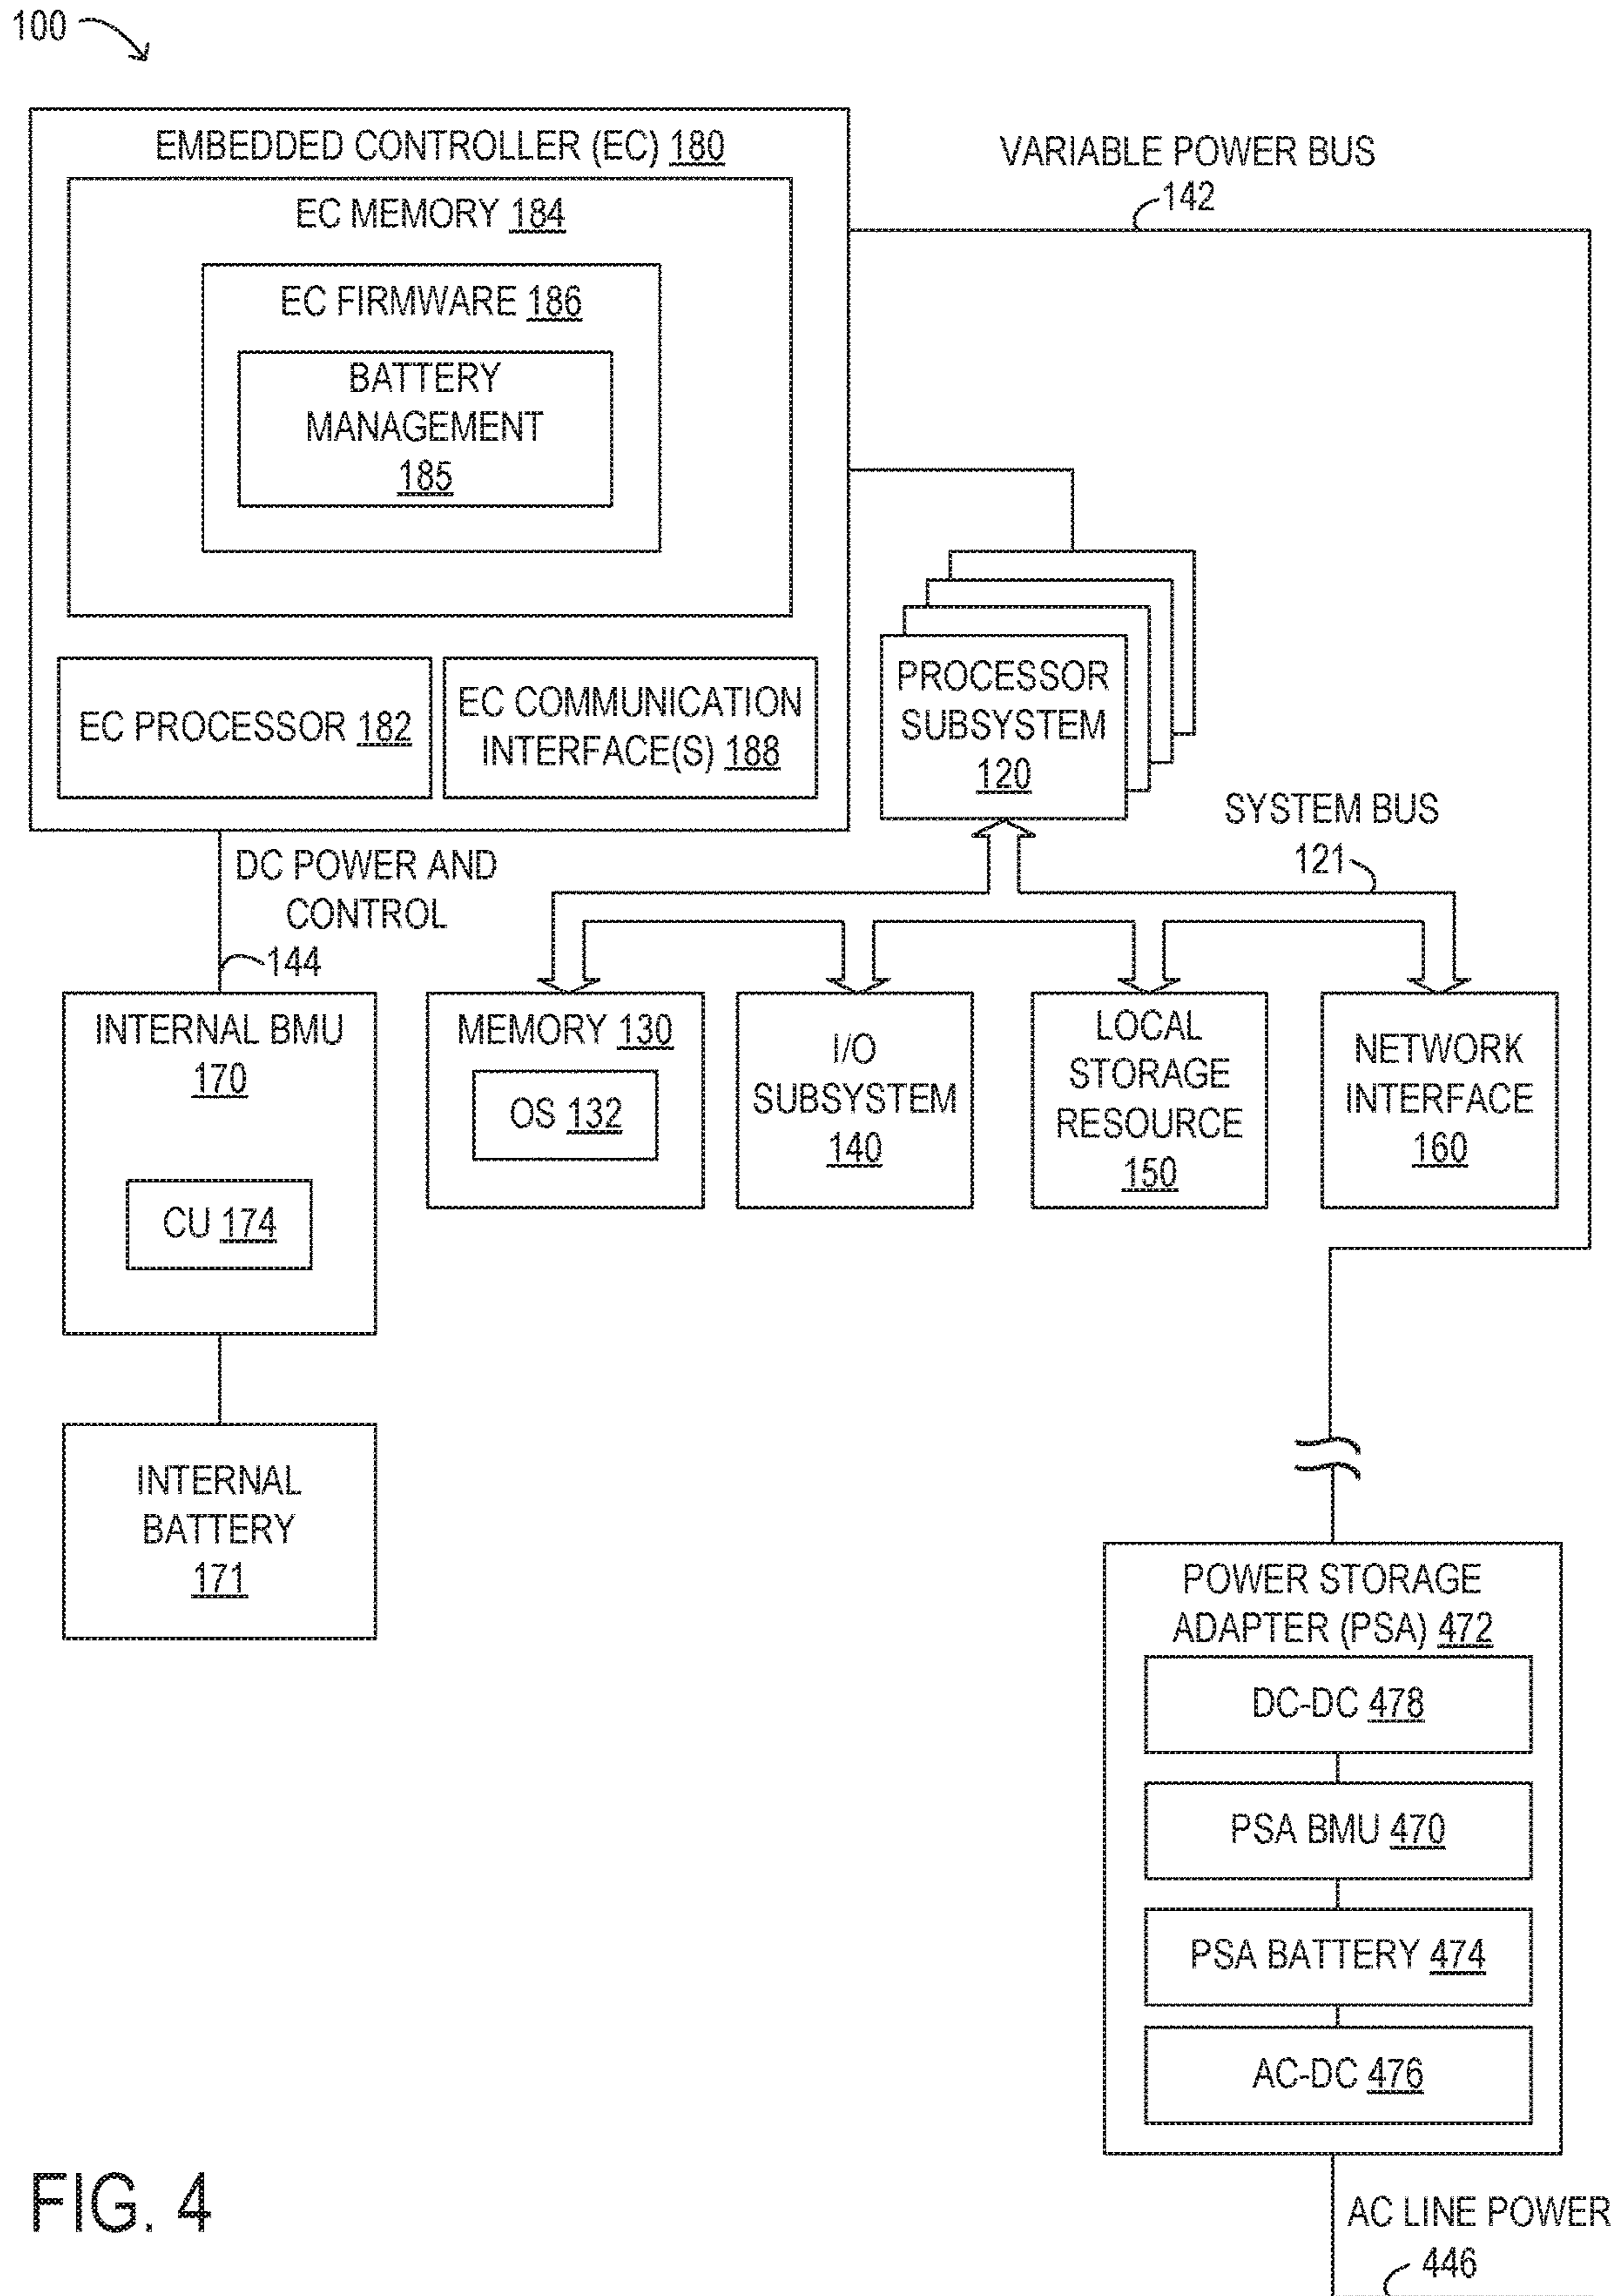 100
EMBEDDED CONTROLLER (EC) 180
EC MEMORY 184
EC FIRMWARE 186
BATTERY
MANAGEMENT
185
EC PROCESSOR 182
EC COMMUNICATION
INTERFACE(S) 188
VARIABLE POWER BUS
142
PROCESSOR
SUBSYSTEM
120
SYSTEM BUS
121
DC POWER AND
CONTROL
144
INTERNAL BMU
170
CU 174
MEMORY 130
OS 132
I/O
SUBSYSTEM
140
LOCAL
STORAGE
RESOURCE
150
NETWORK
INTERFACE
160
INTERNAL
BATTERY
171
POWER STORAGE
ADAPTER (PSA) 472
DC-DC 478
PSA BMU 470
PSA BATTERY 474
AC-DC 476
AC LINE POWER
446
FIG. 4